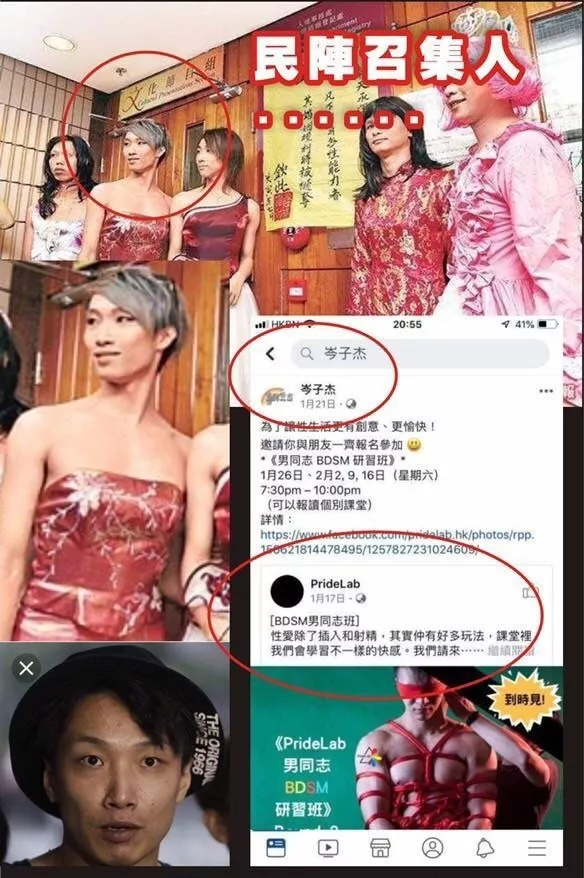 民陣召集人
......
文化節目組
Cultural Presentations Section
欽此
HKBN
20:55
41%
岑子杰
岑子杰
1月21日
為了讓性生活更有創意、更愉快!
邀請你與朋友一齊報名參加 😃
*《男同志 BDSM 研習班》*
1月26日、2月2, 9, 16日(星期六)
7:30pm – 10:00pm
(可以報讀個別課堂)
詳情:
https://www.facebook.com/pridelab.hk/photos/rpp.
150621814478495/1257827231024609/
PrideLab
1月17日
[BDSM男同志班]
性愛除了插入和射精,其實仲有好多玩法,課堂裡
我們會學習不一樣的快感。我們請來⋯⋯ 繼續閱讀
到時見!
《PrideLab
男同志
BDSM
研習班》
THE ORIGINAL
SINCE 1966